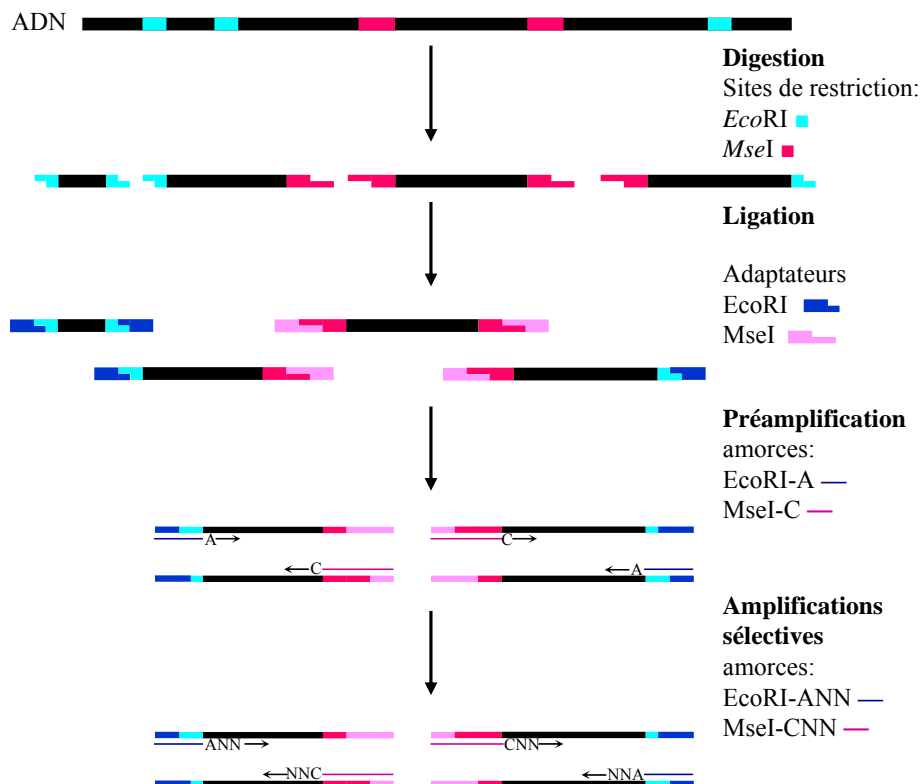 ADN
Digestion
Sites de restriction:
EcoRI
MseI
Ligation
Adaptateurs
EcoRI
MseI
Préamplification
amorces:
EcoRI-A
MseI-C
A
C
C
A
Amplifications
sélectives
amorces:
EcoRI-ANN
MseI-CNN
ANN
CNN
NNC
NNA